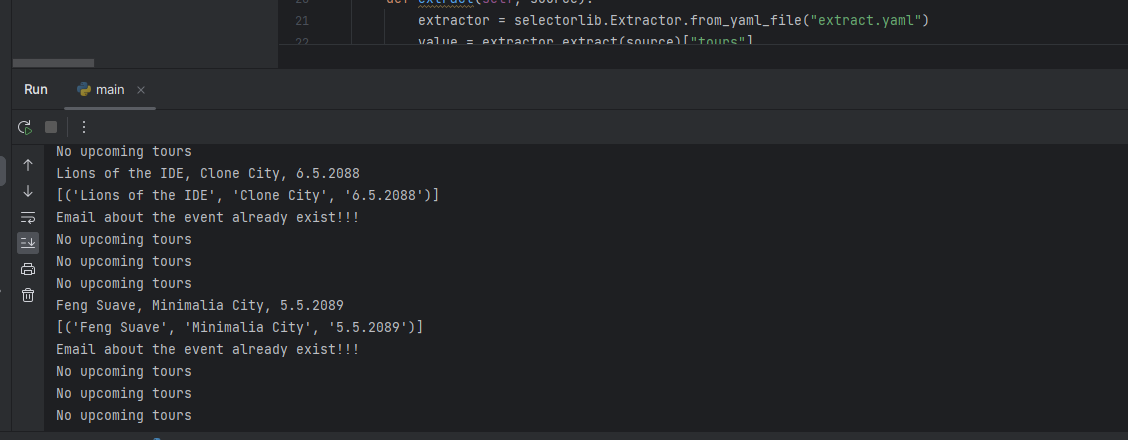 20 def extract(self, source):
21 extractor = selectorlib.Extractor.from_yaml_file("extract.yaml")
22 value = extractor.extract(source)["tours"]
Run main
No upcoming tours
Lions of the IDE, Clone City, 6.5.2088
[('Lions of the IDE', 'Clone City', '6.5.2088')]
Email about the event already exist!!!
No upcoming tours
No upcoming tours
No upcoming tours
Feng Suave, Minimalia City, 5.5.2089
[('Feng Suave', 'Minimalia City', '5.5.2089')]
Email about the event already exist!!!
No upcoming tours
No upcoming tours
No upcoming tours